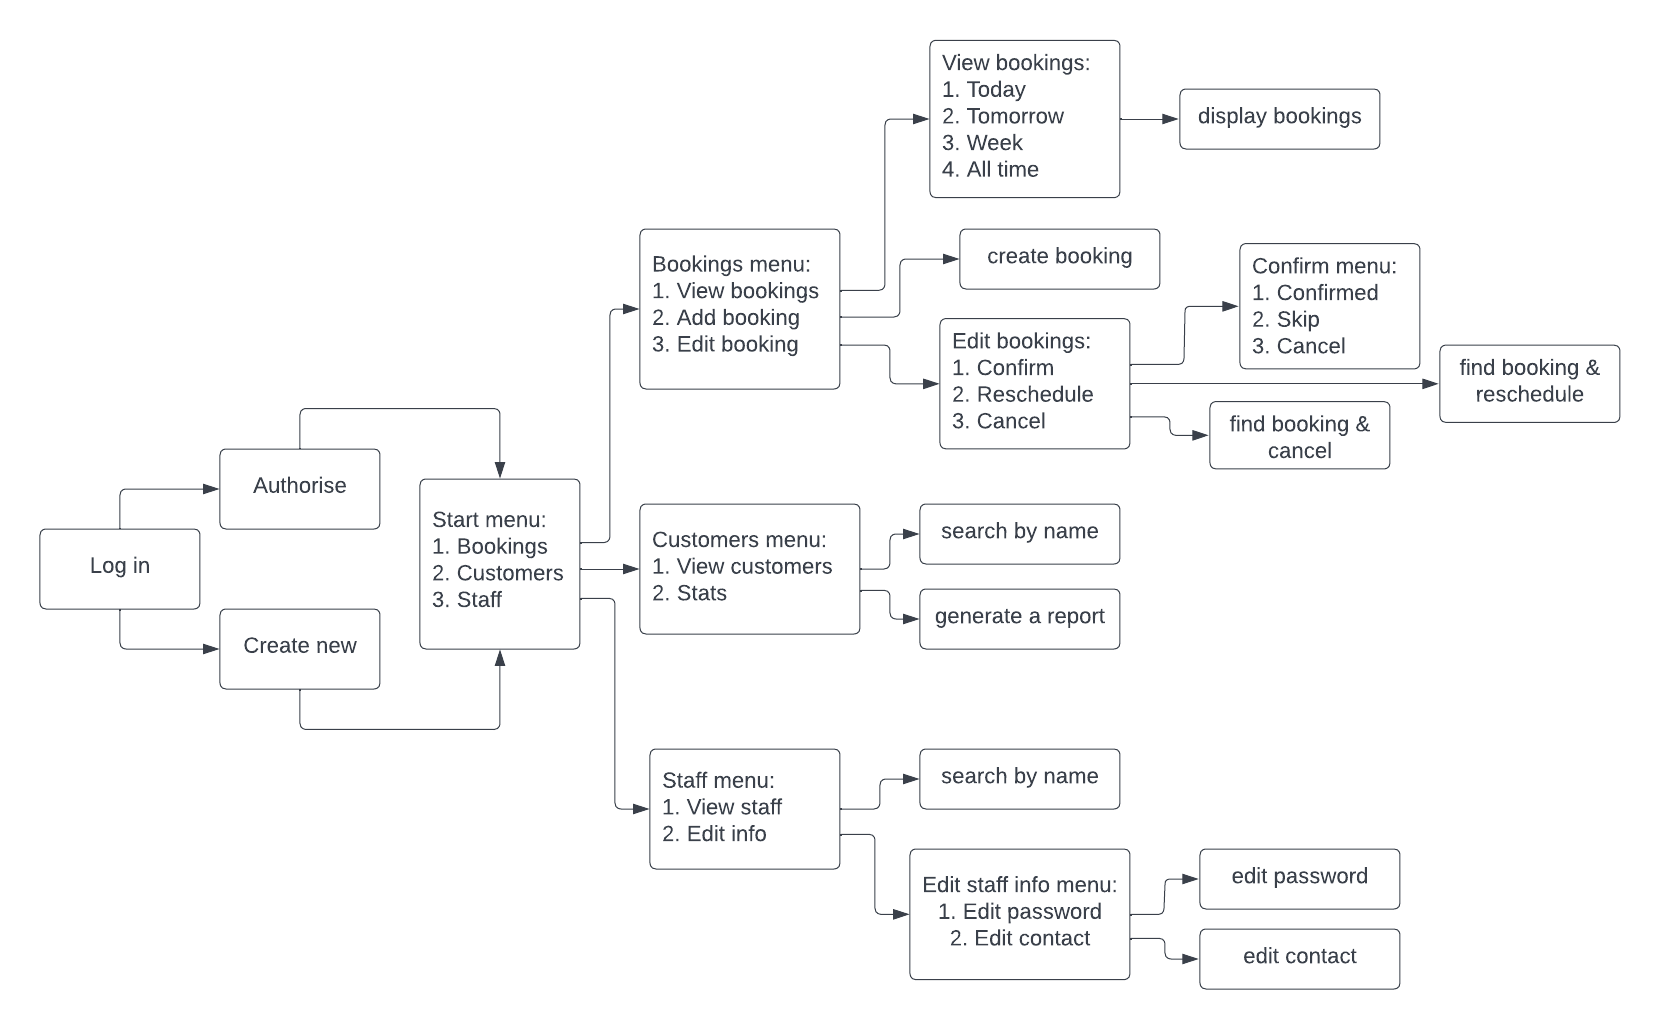 Log in
Authorise
Create new
Start menu:
1. Bookings
2. Customers
3. Staff
Bookings menu:
1. View bookings
2. Add booking
3. Edit booking
View bookings:
1. Today
2. Tomorrow
3. Week
4. All time
display bookings
create booking
Edit bookings:
1. Confirm
2. Reschedule
3. Cancel
Confirm menu:
1. Confirmed
2. Skip
3. Cancel
find booking &
reschedule
find booking &
cancel
Customers menu:
1. View customers
2. Stats
search by name
generate a report
Staff menu:
1. View staff
2. Edit info
search by name
Edit staff info menu:
1. Edit password
2. Edit contact
edit password
edit contact